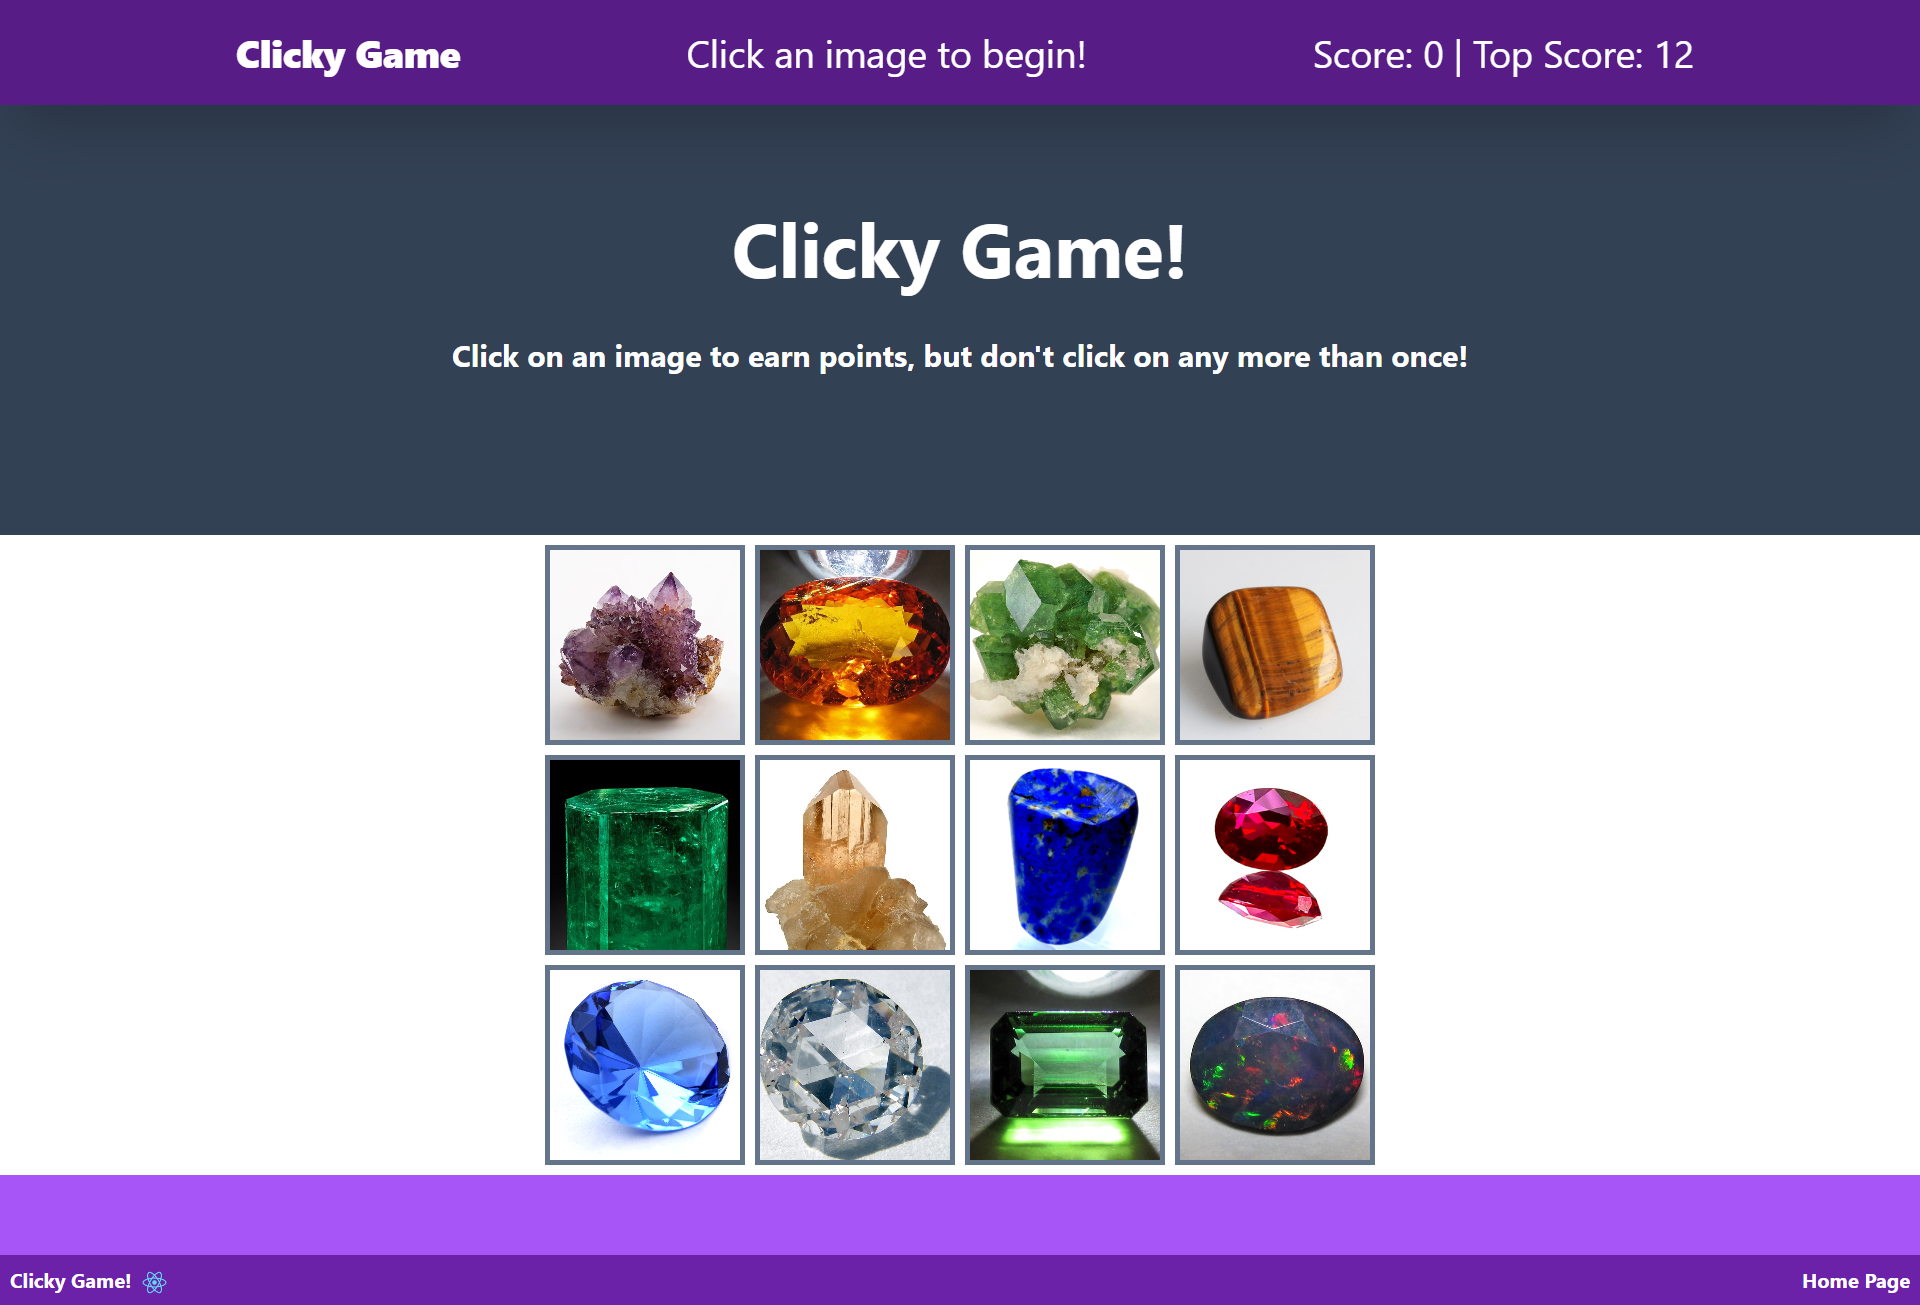 Clicky Game
Click an image to begin!
Score: 0 | Top Score: 12
Clicky Game!
Click on an image to earn points, but don't click on any more than once!
Clicky Game!
Home Page